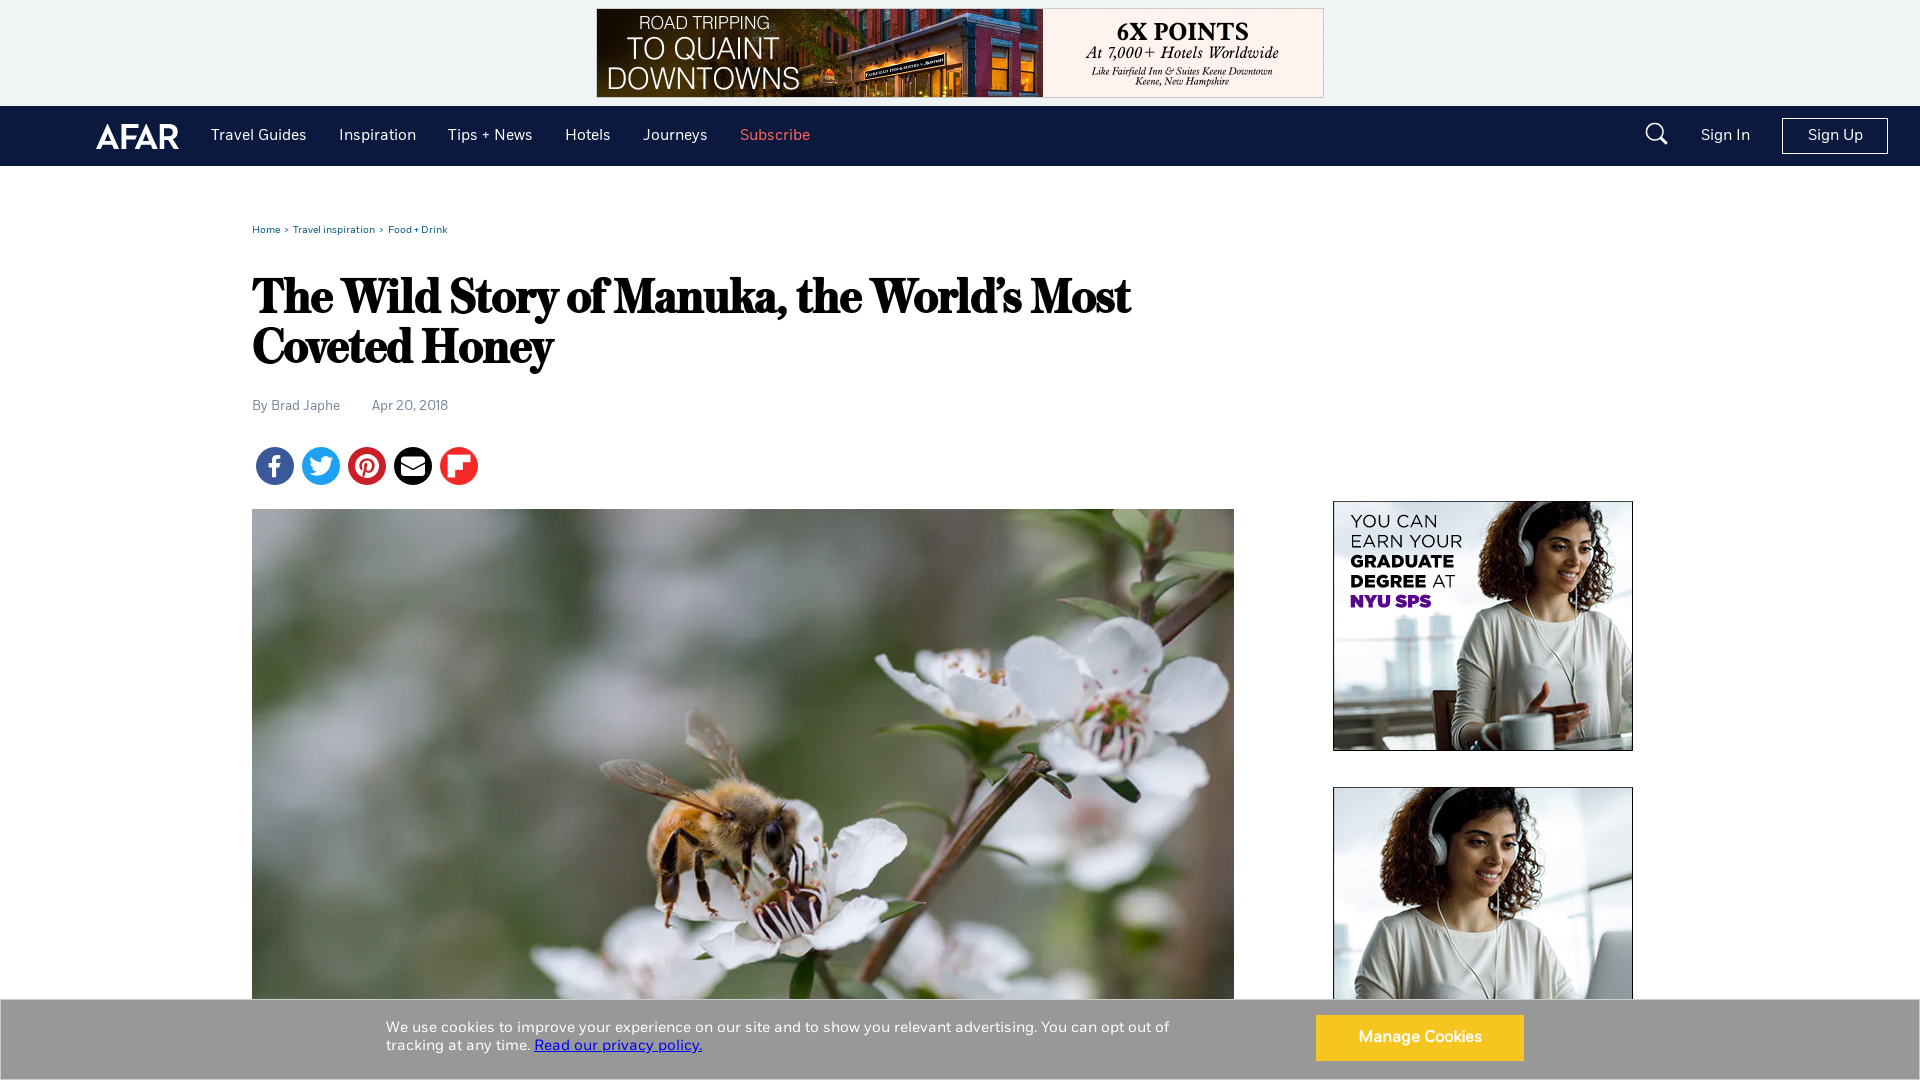 ROAD TRIPPING
TO QUAINT
DOWNTOWNS
FAIRFIELD INN & SUITES by Marriott
6X POINTS
At 7,000+ Hotels Worldwide
Like Fairfield Inn & Suites Keene Downtown
Keene, New Hampshire
AFAR
Travel Guides
Inspiration
Tips + News
Hotels
Journeys
Subscribe
Sign In
Sign Up
Home > Travel inspiration > Food + Drink
The Wild Story of Manuka, the World’s Most
Coveted Honey
By Brad Japhe
Apr 20, 2018
YOU CAN
EARN YOUR
GRADUATE
DEGREE AT
NYU SPS
We use cookies to improve your experience on our site and to show you relevant advertising. You can opt out of
tracking at any time. Read our privacy policy.
Manage Cookies